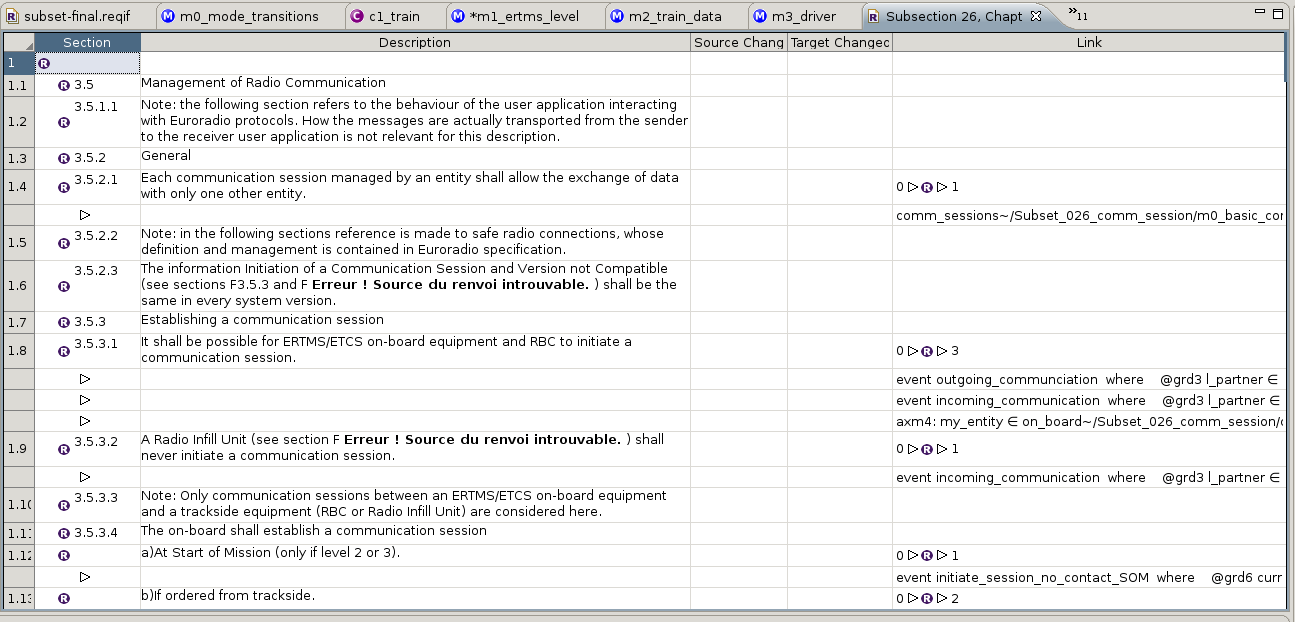 subset-final.reqif m0_mode_transitions c1_train *m1_ertms_level m2_train_data m3_driver Subsection 26, Chapt »11
Section Description Source Chang Target Changed Link
1
1.1 3.5 Management of Radio Communication
1.2 3.5.1.1 Note: the following section refers to the behaviour of the user application interacting
with Euroradio protocols. How the messages are actually transported from the sender
to the receiver user application is not relevant for this description.
1.3 3.5.2 General
1.4 3.5.2.1 Each communication session managed by an entity shall allow the exchange of data
with only one other entity.
0 ▷ R ▷ 1
▷ comm_sessions~/Subset_026_comm_session/m0_basic_con
1.5 3.5.2.2 Note: in the following sections reference is made to safe radio connections, whose
definition and management is contained in Euroradio specification.
1.6 3.5.2.3 The information Initiation of a Communication Session and Version not Compatible
(see sections F3.5.3 and F Erreur ! Source du renvoi introuvable. ) shall be the
same in every system version.
1.7 3.5.3 Establishing a communication session
1.8 3.5.3.1 It shall be possible for ERTMS/ETCS on-board equipment and RBC to initiate a
communication session.
0 ▷ R ▷ 3
▷ event outgoing_communciation where @grd3 l_partner ∈
▷ event incoming_communication where @grd3 l_partner ∈
▷ axm4: my_entity ∈ on_board~/Subset_026_comm_session/c
1.9 3.5.3.2 A Radio Infill Unit (see section F Erreur ! Source du renvoi introuvable. ) shall
never initiate a communication session.
0 ▷ R ▷ 1
▷ event incoming_communication where @grd3 l_partner ∈
1.10 3.5.3.3 Note: Only communication sessions between an ERTMS/ETCS on-board equipment
and a trackside equipment (RBC or Radio Infill Unit) are considered here.
1.11 3.5.3.4 The on-board shall establish a communication session
1.12 a)At Start of Mission (only if level 2 or 3). 0 ▷ R ▷ 1
▷ event initiate_session_no_contact_SOM where @grd6 curr
1.13 b)If ordered from trackside. 0 ▷ R ▷ 2